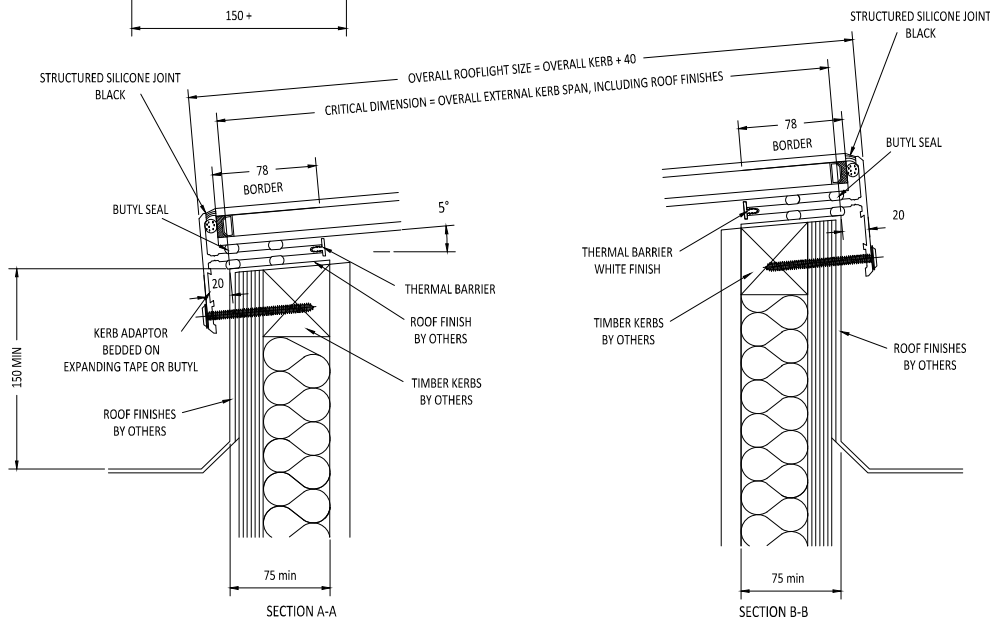 150 +
STRUCTURED SILICONE JOINT
BLACK
OVERALL ROOFLIGHT SIZE = OVERALL KERB + 40
STRUCTURED SILICONE JOINT
BLACK
CRITICAL DIMENSION = OVERALL EXTERNAL KERB SPAN, INCLUDING ROOF FINISHES
78
BORDER
BUTYL SEAL
78
BORDER
BUTYL SEAL
5°
20
THERMAL BARRIER
WHITE FINISH
20
THERMAL BARRIER
KERB ADAPTOR
BEDDED ON
EXPANDING TAPE OR BUTYL
ROOF FINISH
BY OTHERS
TIMBER KERBS
BY OTHERS
ROOF FINISHES
BY OTHERS
150 MIN
TIMBER KERBS
BY OTHERS
ROOF FINISHES
BY OTHERS
75 min
75 min
SECTION A-A
SECTION B-B